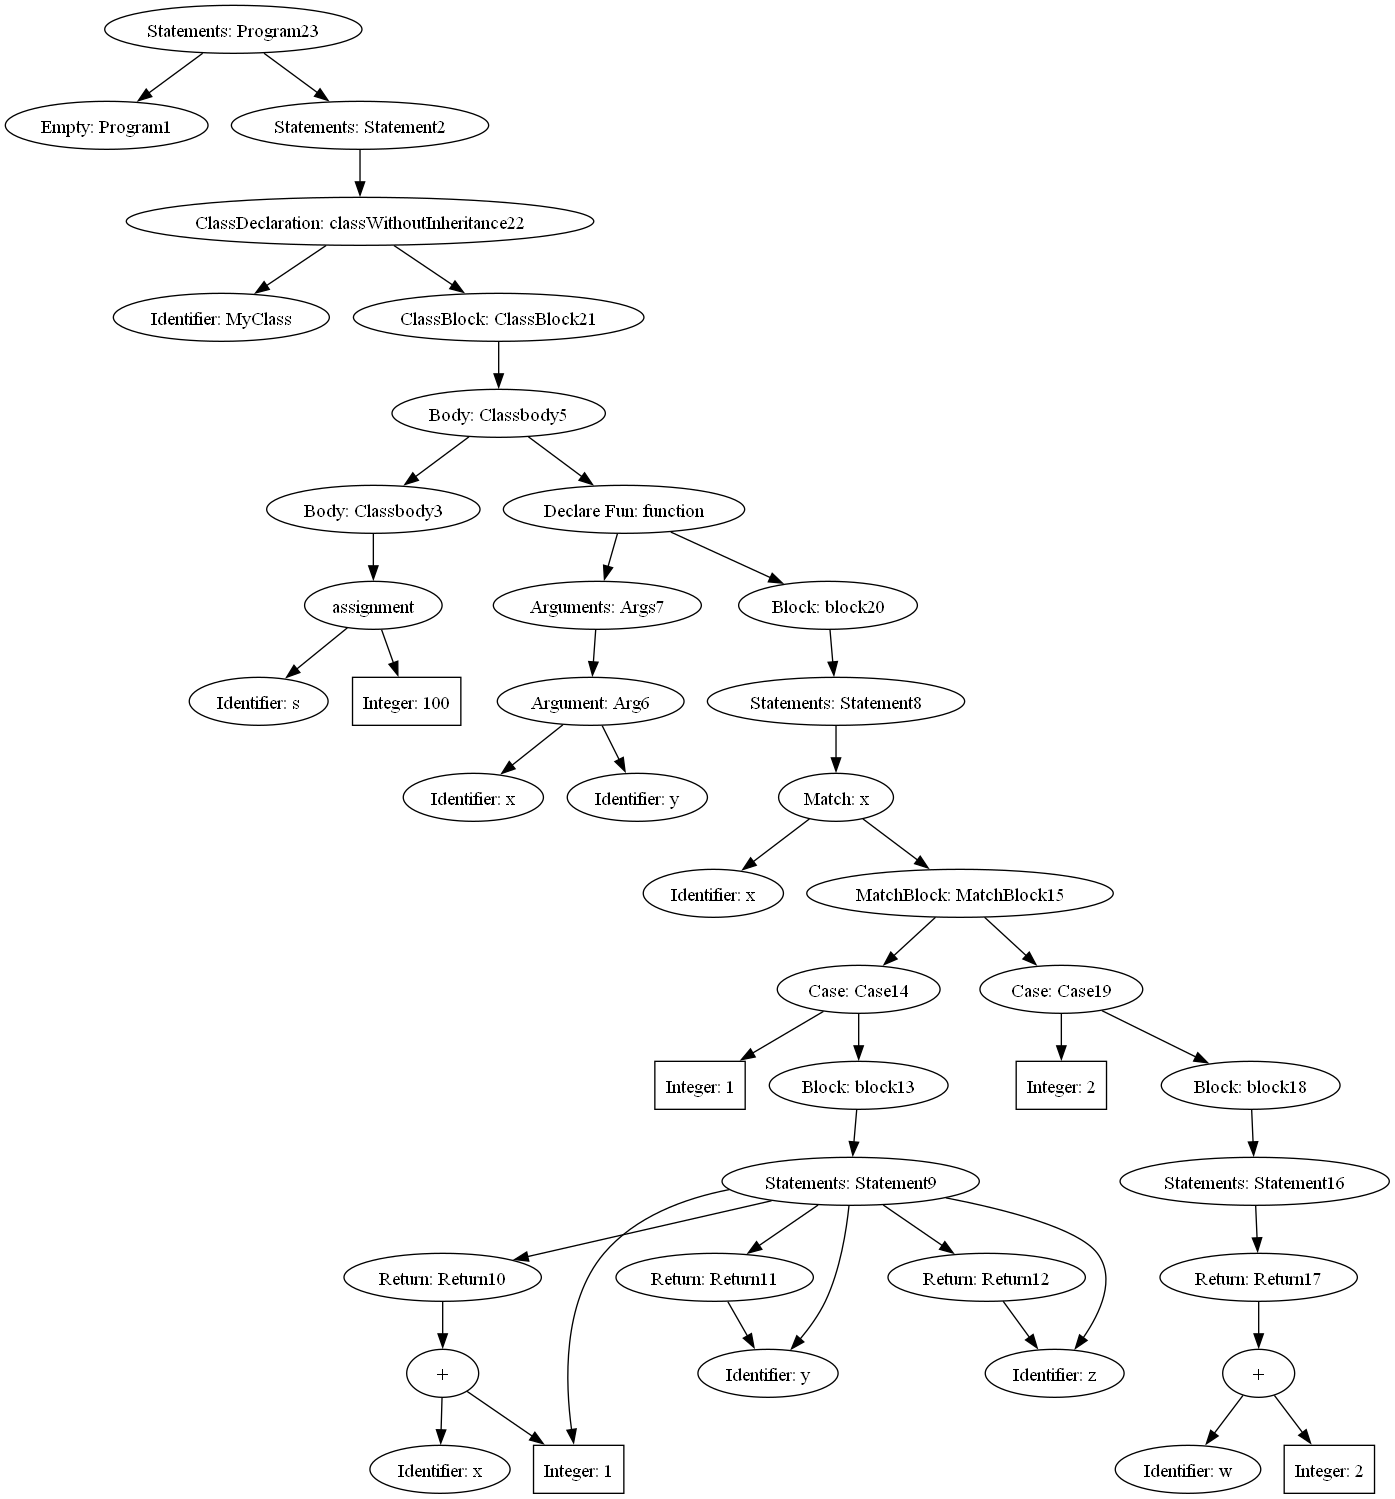 Statements: Program23
Empty: Program1
Statements: Statement2
ClassDeclaration: classWithoutInheritance22
Identifier: MyClass
ClassBlock: ClassBlock21
Body: Classbody5
Body: Classbody3
Declare Fun: function
assignment
Arguments: Args7
Block: block20
Identifier: s
Integer: 100
Argument: Arg6
Statements: Statement8
Identifier: x
Identifier: y
Match: x
Identifier: x
MatchBlock: MatchBlock15
Case: Case14
Case: Case19
Integer: 1
Block: block13
Integer: 2
Block: block18
Statements: Statement9
Statements: Statement16
Return: Return10
Return: Return11
Return: Return12
Return: Return17
+
Identifier: y
Identifier: z
+
Identifier: x
Integer: 1
Identifier: w
Integer: 2